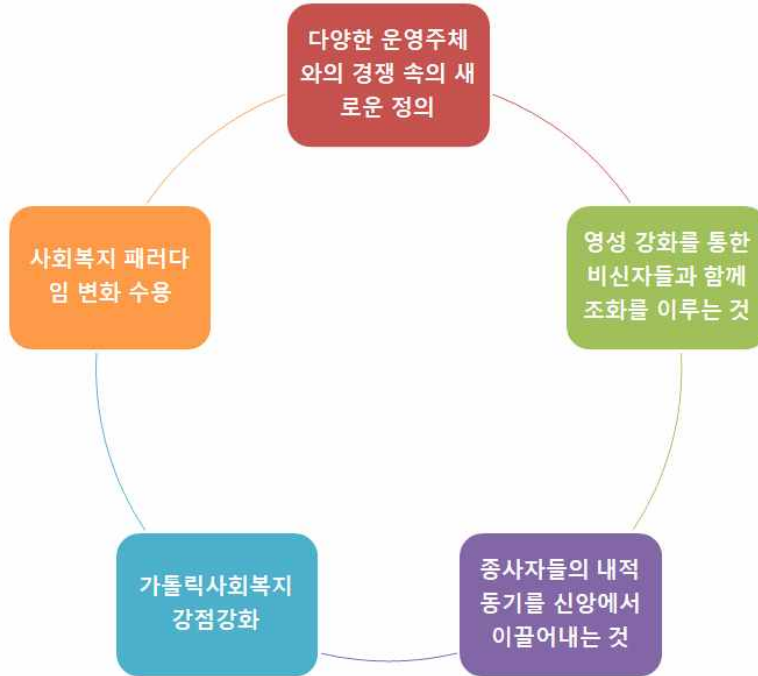 다양한 운영주체
와의 경쟁 속의 새
로운 정의
영성 강화를 통한
비신자들과 함께
조화를 이루는 것
종사자들의 내적
동기를 신앙에서
이끌어내는 것
가톨릭사회복지
강점강화
사회복지 패러다
임 변화 수용